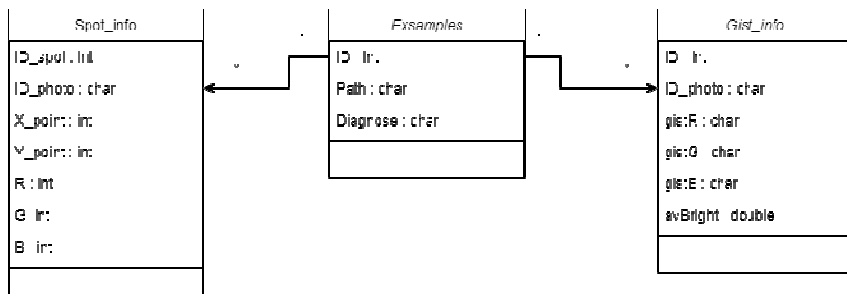 Spot_info
ID_spot : int
ID_photo : char
X_point : int
Y_point : int
R : int
G : int
B : int
Exsamples
ID : int
Path : char
Diagnose : char
Gist_info
ID : int
ID_photo : char
gistR : char
gistG : char
gistB : char
avBright : double